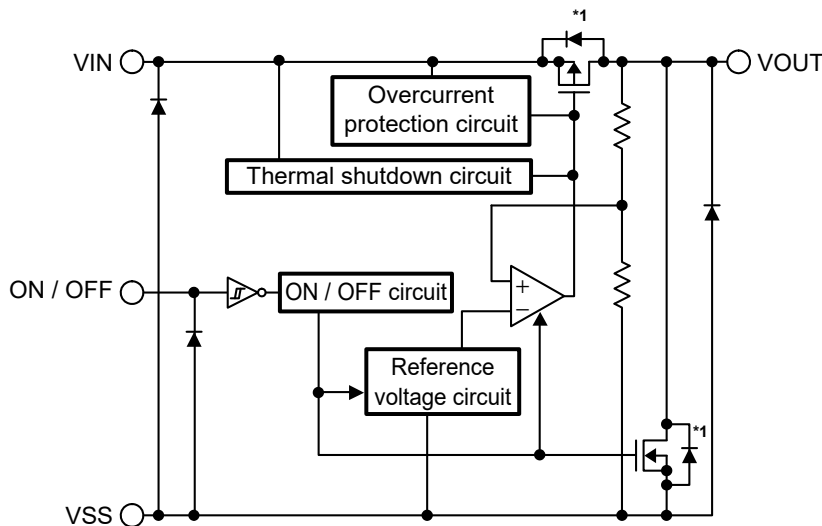 *1
VIN
VOUT
Overcurrent
protection circuit
Thermal shutdown circuit
ON / OFF
ON / OFF circuit
+
−
Reference
voltage circuit
*1
VSS